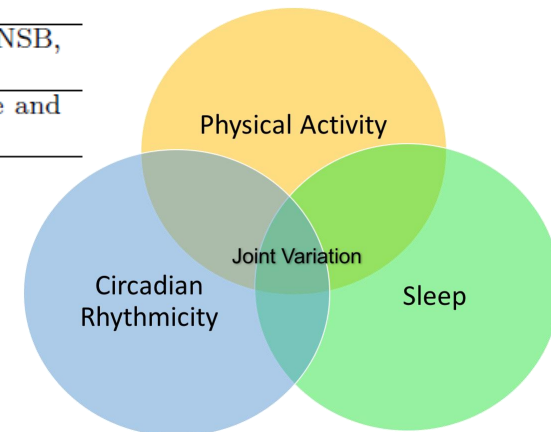 NSB,
e and
Physical Activity
Joint Variation
Circadian
Rhythmicity
Sleep